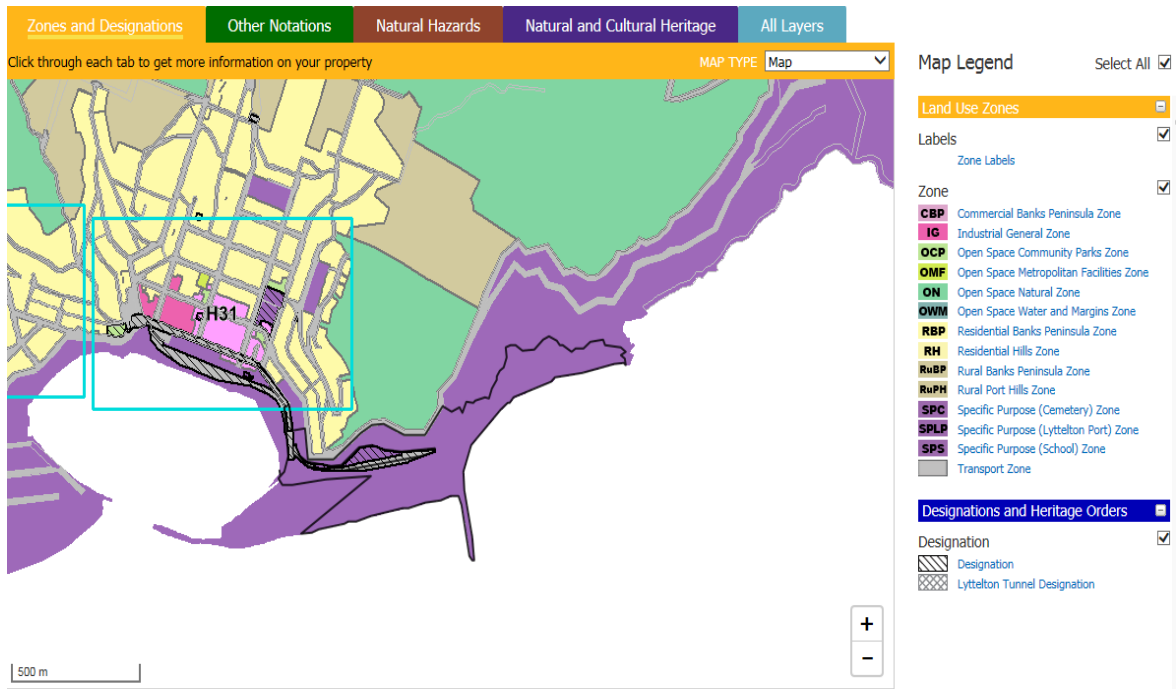 Zones and Designations
Other Notations
Natural Hazards
Natural and Cultural Heritage
All Layers
Click through each tab to get more information on your property
MAP TYPE Map
H31
+
−
500 m
Map Legend
Select All
Land Use Zones
Labels
Zone Labels
Zone
CBP Commercial Banks Peninsula Zone
IG Industrial General Zone
OCP Open Space Community Parks Zone
OMF Open Space Metropolitan Facilities Zone
ON Open Space Natural Zone
OWM Open Space Water and Margins Zone
RBP Residential Banks Peninsula Zone
RH Residential Hills Zone
RuBP Rural Banks Peninsula Zone
RuPH Rural Port Hills Zone
SPC Specific Purpose (Cemetery) Zone
SPLP Specific Purpose (Lyttelton Port) Zone
SPS Specific Purpose (School) Zone
Transport Zone
Designations and Heritage Orders
Designation
Designation
Lyttelton Tunnel Designation